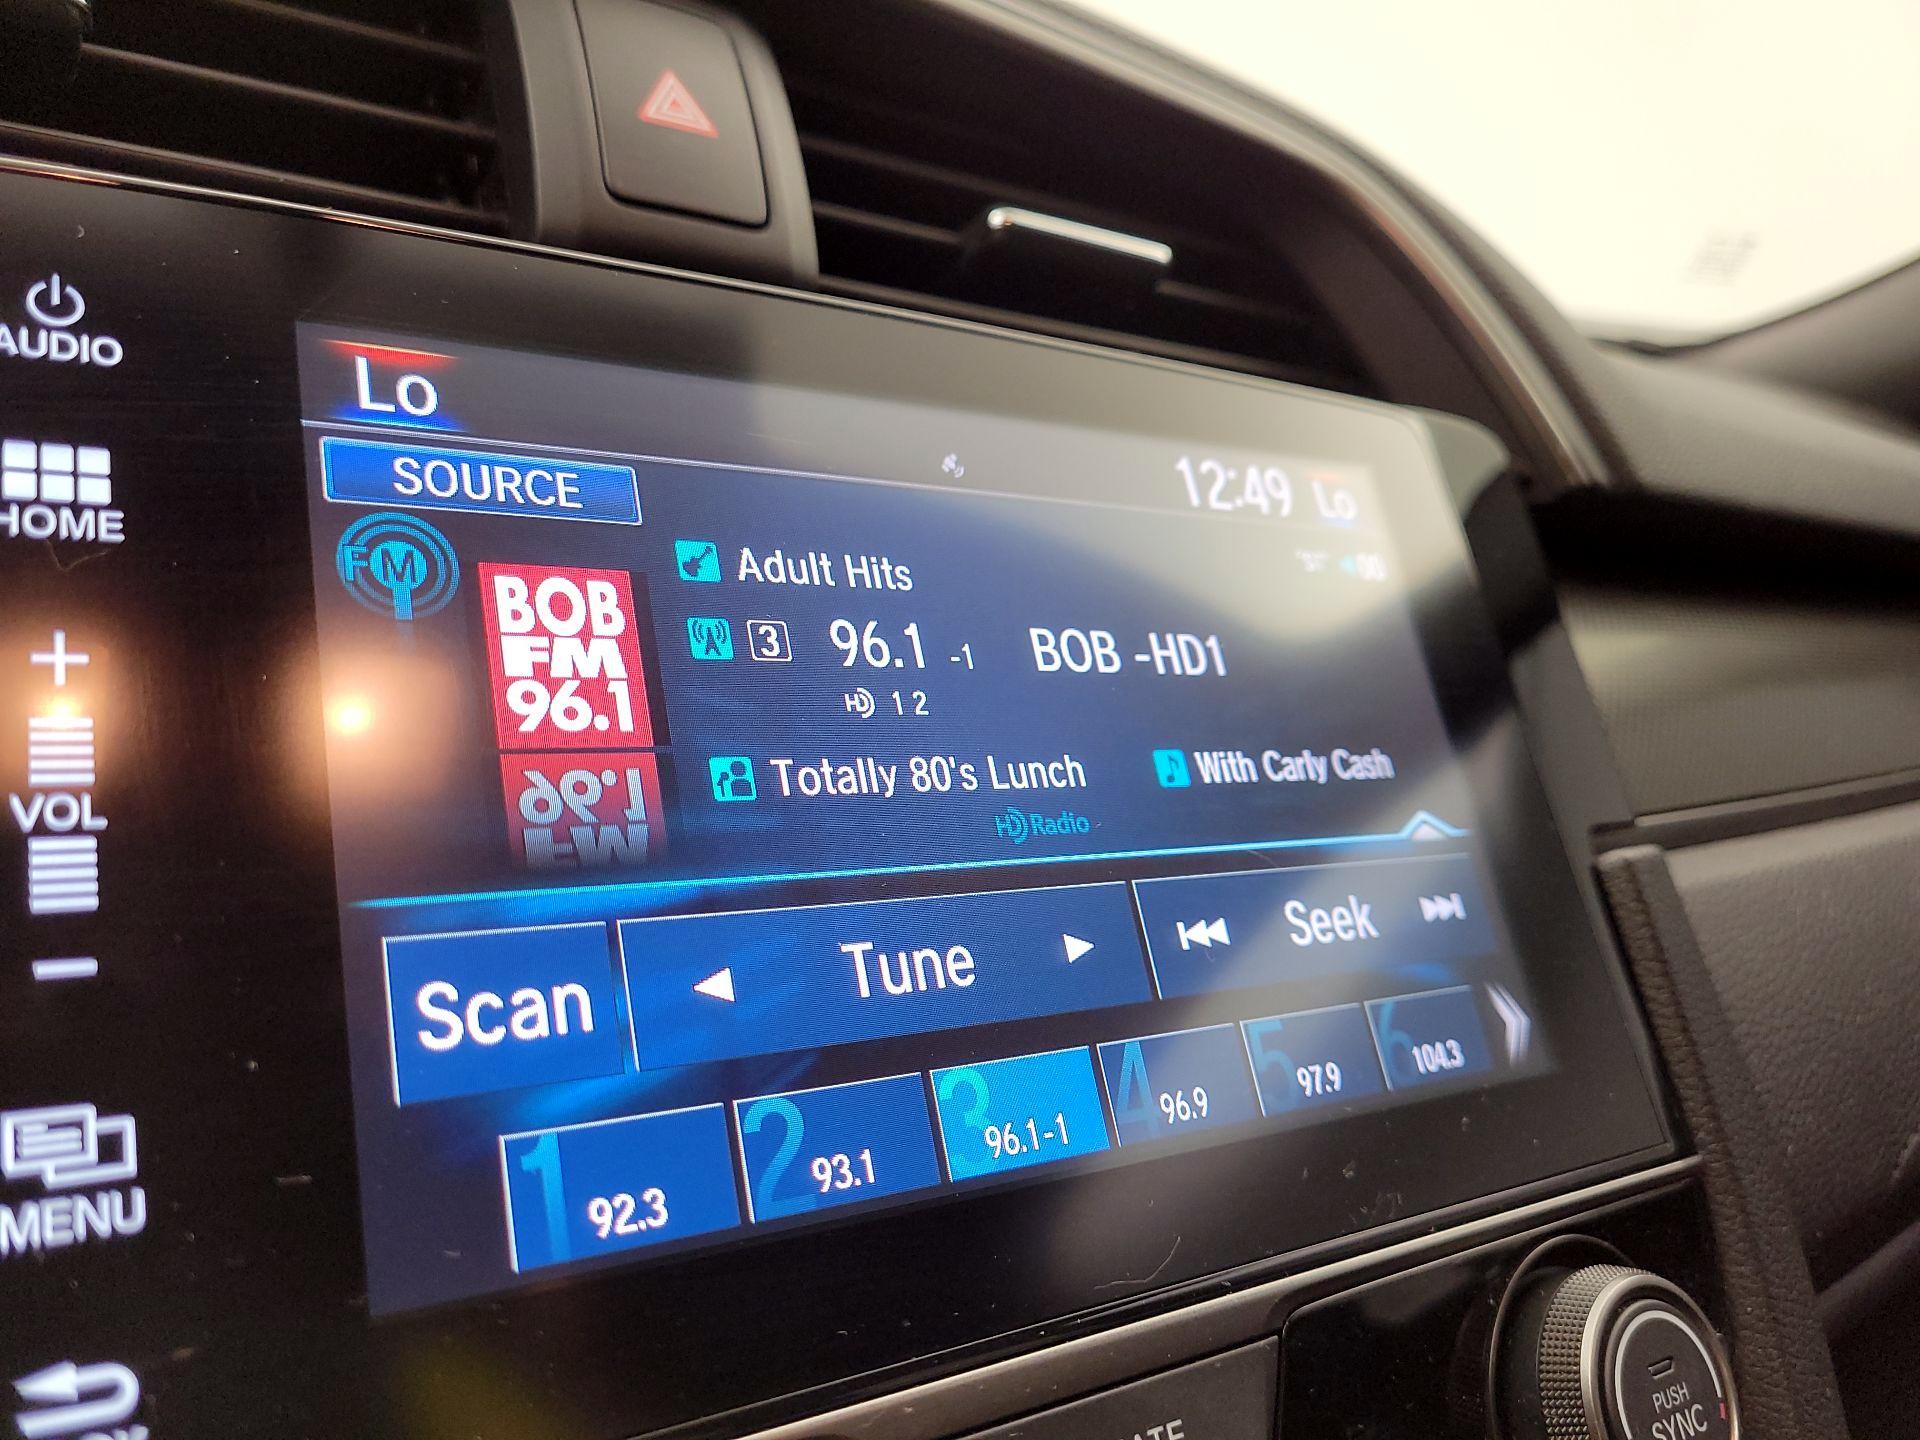 AUDIO
HOME
+
VOL
-
MENU
Lo
12:49 Lo
SOURCE
FM
BOB
FM
96.1
Adult Hits
3 96.1 -1 BOB -HD1
HD 1 2
Totally 80's Lunch With Carly Cash
HD Radio
Scan Tune Seek
1 92.3
2 93.1
3 96.1-1
4 96.9
5 97.9
6 104.3
PUSH
SYNC